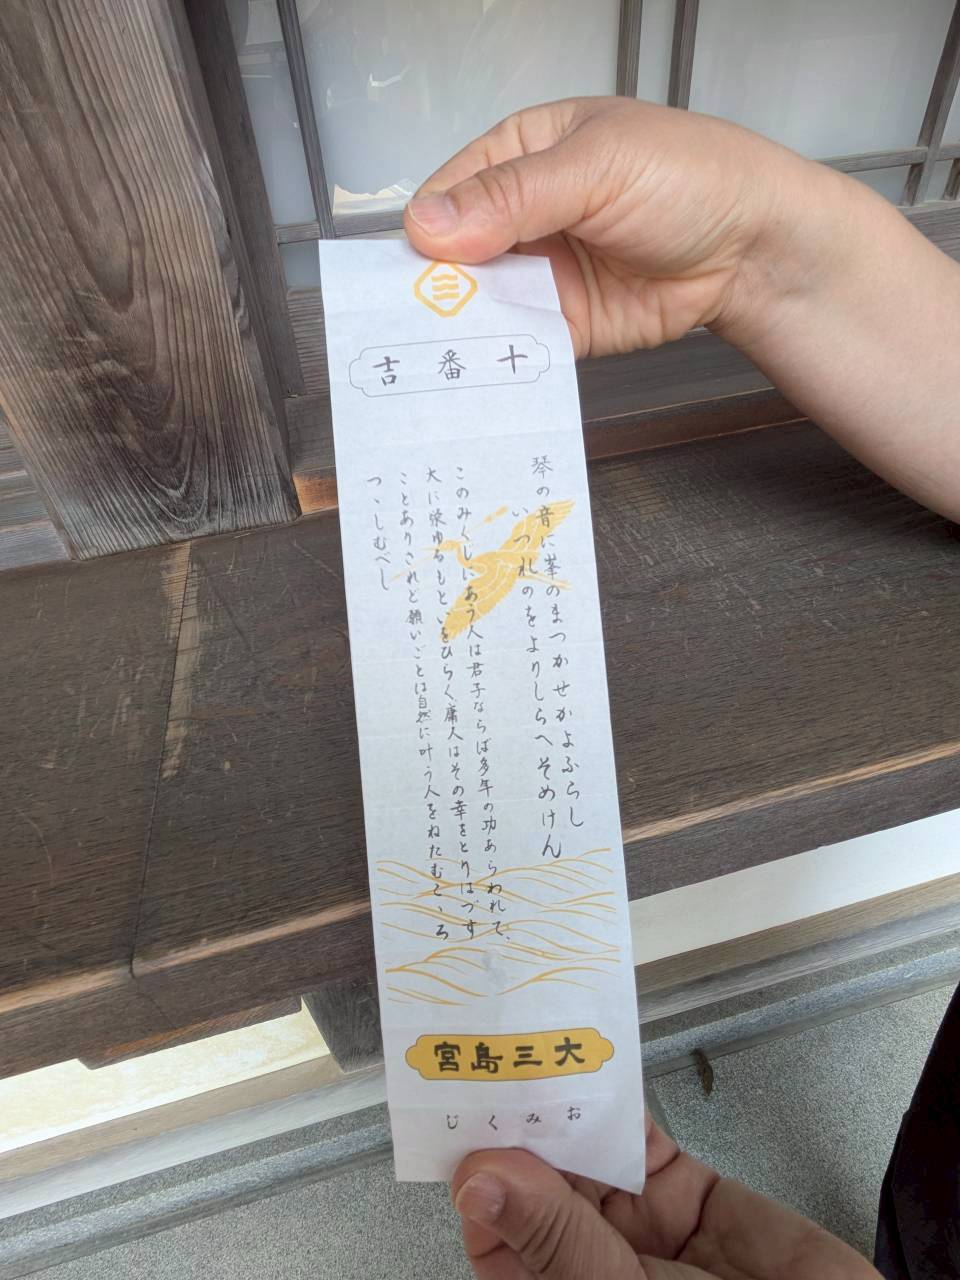 十番吉
琴の音に峯のまつかせかよふらし
いつれのをよりしらへそめけん
このみくじにあう人は君子ならば多年の功あらわれて、
大に栄ゆるもといをひらく、庸人はその幸をとりはづす
ことありされど願いごとは自然に叶う人をねたむこゝろ
つゝしむべし
大三島宮
おみくじ